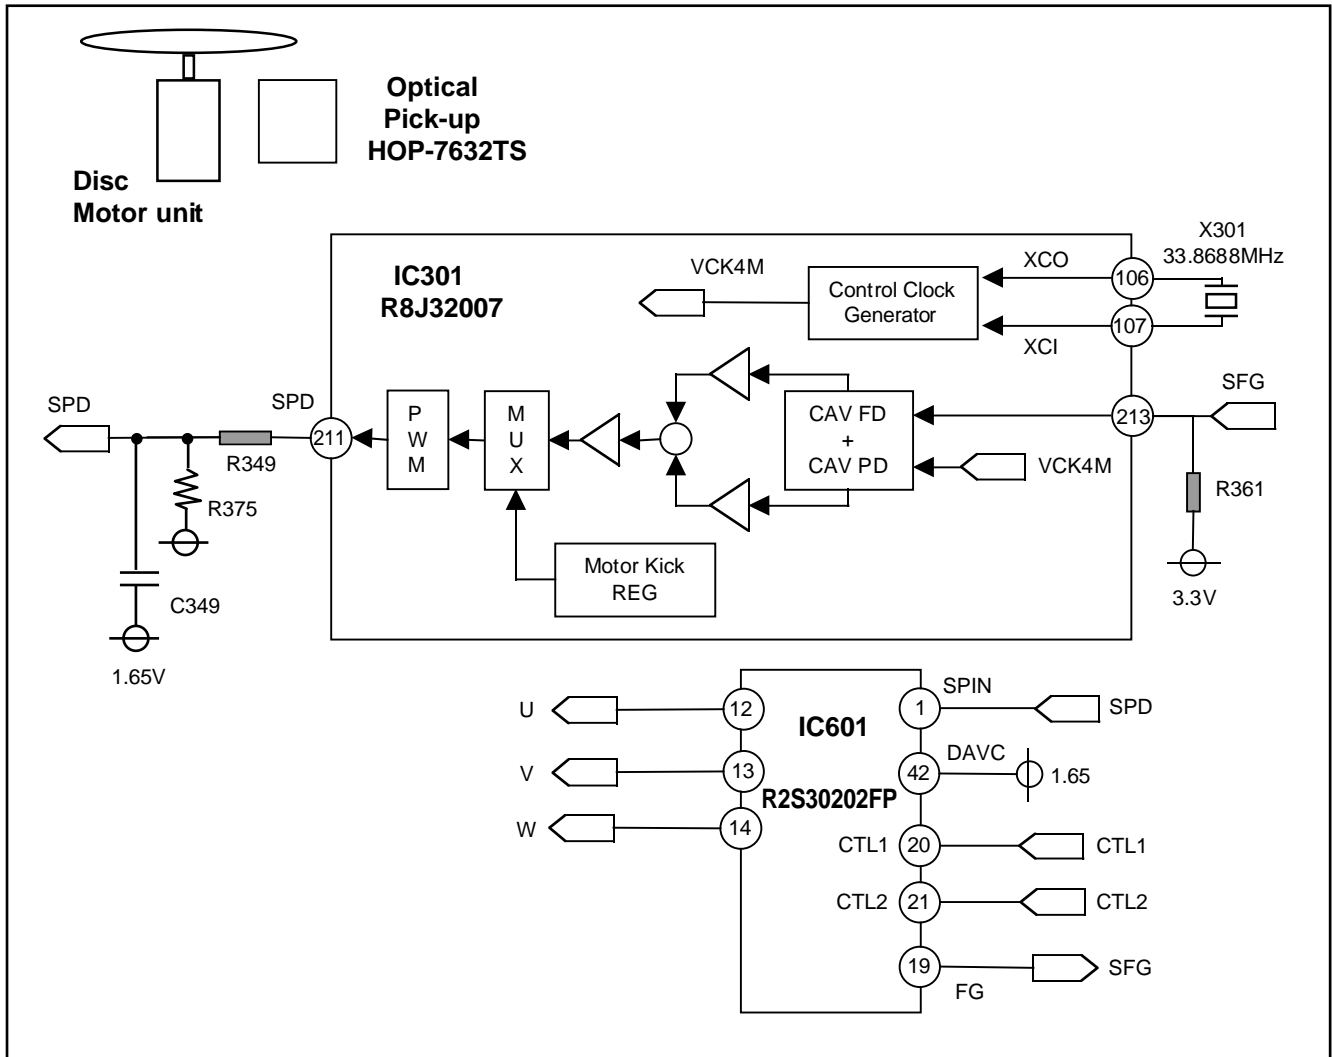 Optical
Pick-up
HOP-7632TS
Disc
Motor unit
IC301
R8J32007
VCK4M
Control Clock
Generator
XCO
XCI
106
107
X301
33.8688MHz
SPD
SPD
211
R349
R375
C349
1.65V
P
W
M
M
U
X
CAV FD
+
CAV PD
213
SFG
VCK4M
R361
3.3V
Motor Kick
REG
U
V
W
12
13
14
IC601
R2S30202FP
1
SPIN
SPD
42
DAVC
1.65
CTL1
20
CTL1
CTL2
21
CTL2
19
FG
SFG